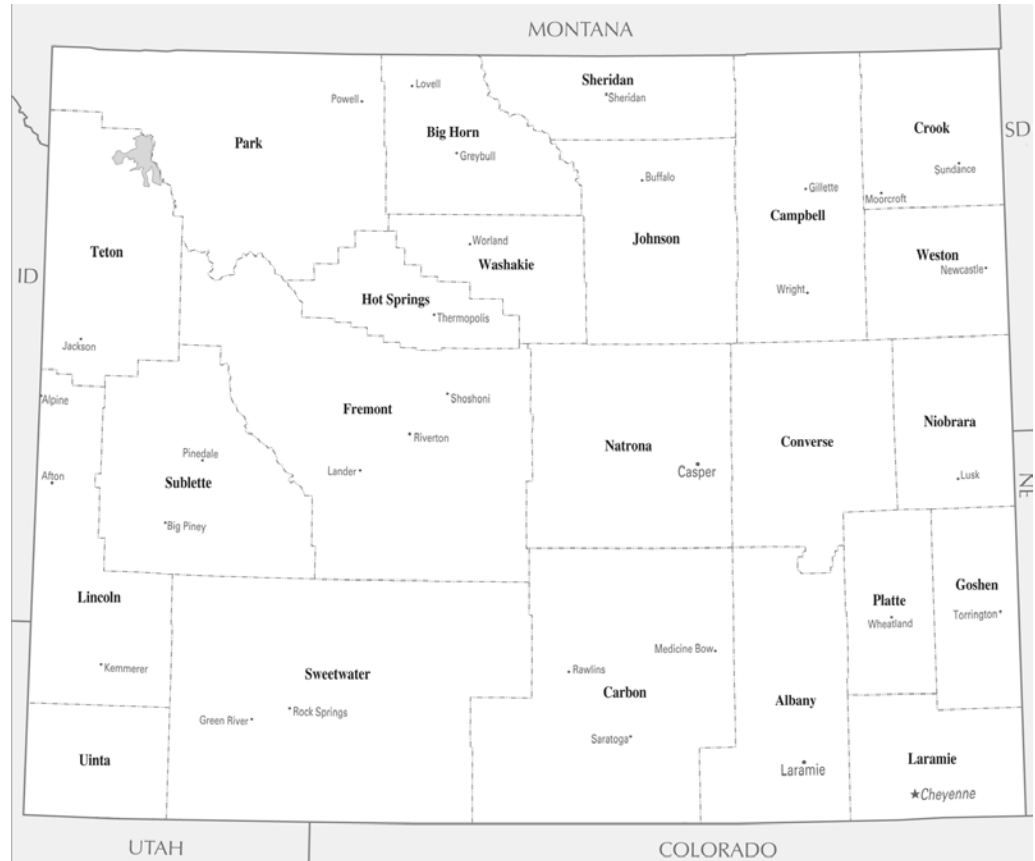 MONTANA
Sheridan
Sheridan
Lovell
Powell
Big Horn
Greybull
Park
Crook
SD
Sundance
Moorcroft
Buffalo
Gillette
Campbell
Johnson
Worland
Washakie
Teton
ID
Weston
Newcastle
Wright
Hot Springs
Thermopolis
Jackson
Alpine
Fremont
Shoshoni
Riverton
Lander
Natrona
Casper
Converse
Niobrara
Lusk
NE
Pinedale
Sublette
Afton
Big Piney
Lincoln
Kemmerer
Platte
Wheatland
Goshen
Torrington
Medicine Bow
Rawlins
Carbon
Saratoga
Sweetwater
Rock Springs
Green River
Albany
Laramie
Uinta
Laramie
Cheyenne
UTAH
COLORADO